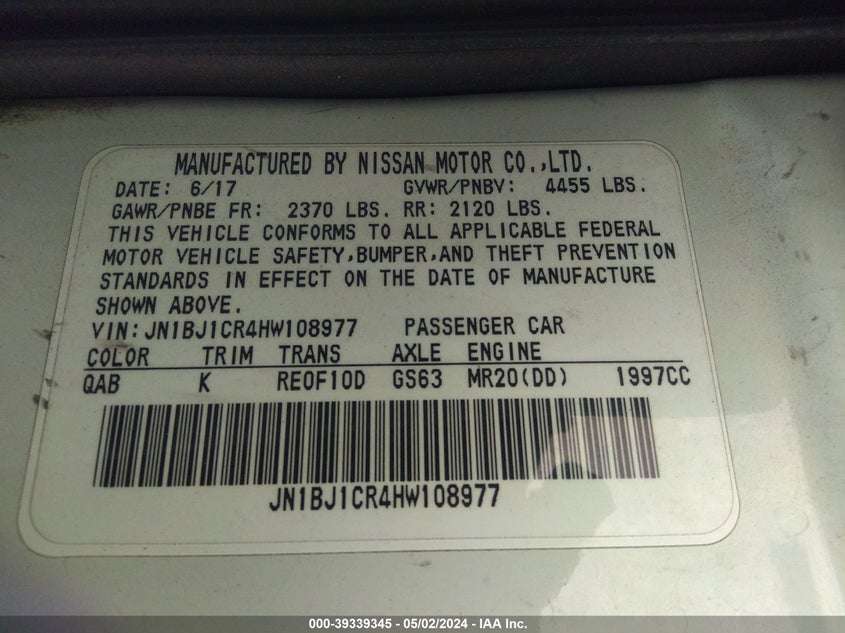 MANUFACTURED BY NISSAN MOTOR CO.,LTD.
DATE: 6/17 GVWR/PNBV: 4455 LBS.
GAWR/PNBE FR: 2370 LBS. RR: 2120 LBS.
THIS VEHICLE CONFORMS TO ALL APPLICABLE FEDERAL
MOTOR VEHICLE SAFETY,BUMPER,AND THEFT PREVENTION
STANDARDS IN EFFECT ON THE DATE OF MANUFACTURE
SHOWN ABOVE.
VIN:JN1BJ1CR4HW108977 PASSENGER CAR
COLOR TRIM TRANS AXLE ENGINE
QAB K RE0F10D GS63 MR20(DD) 1997CC
JN1BJ1CR4HW108977
000-39339345 - 05/02/2024 - IAA Inc.